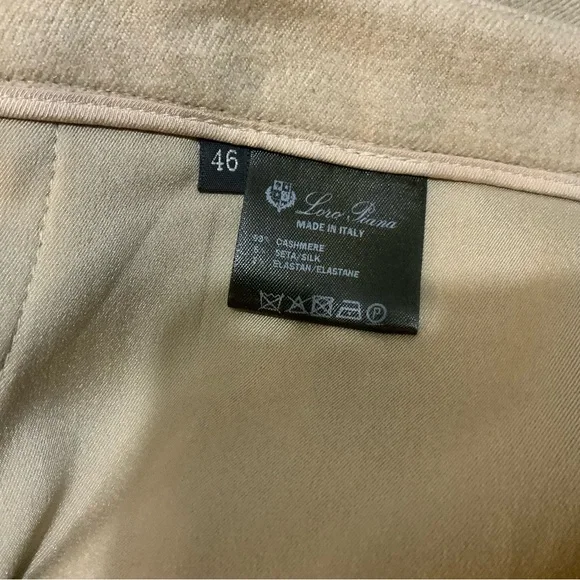 46
Loro Piana
MADE IN ITALY
CASHMERE
SETA/SILK
ELASTAN/ELASTANE
P